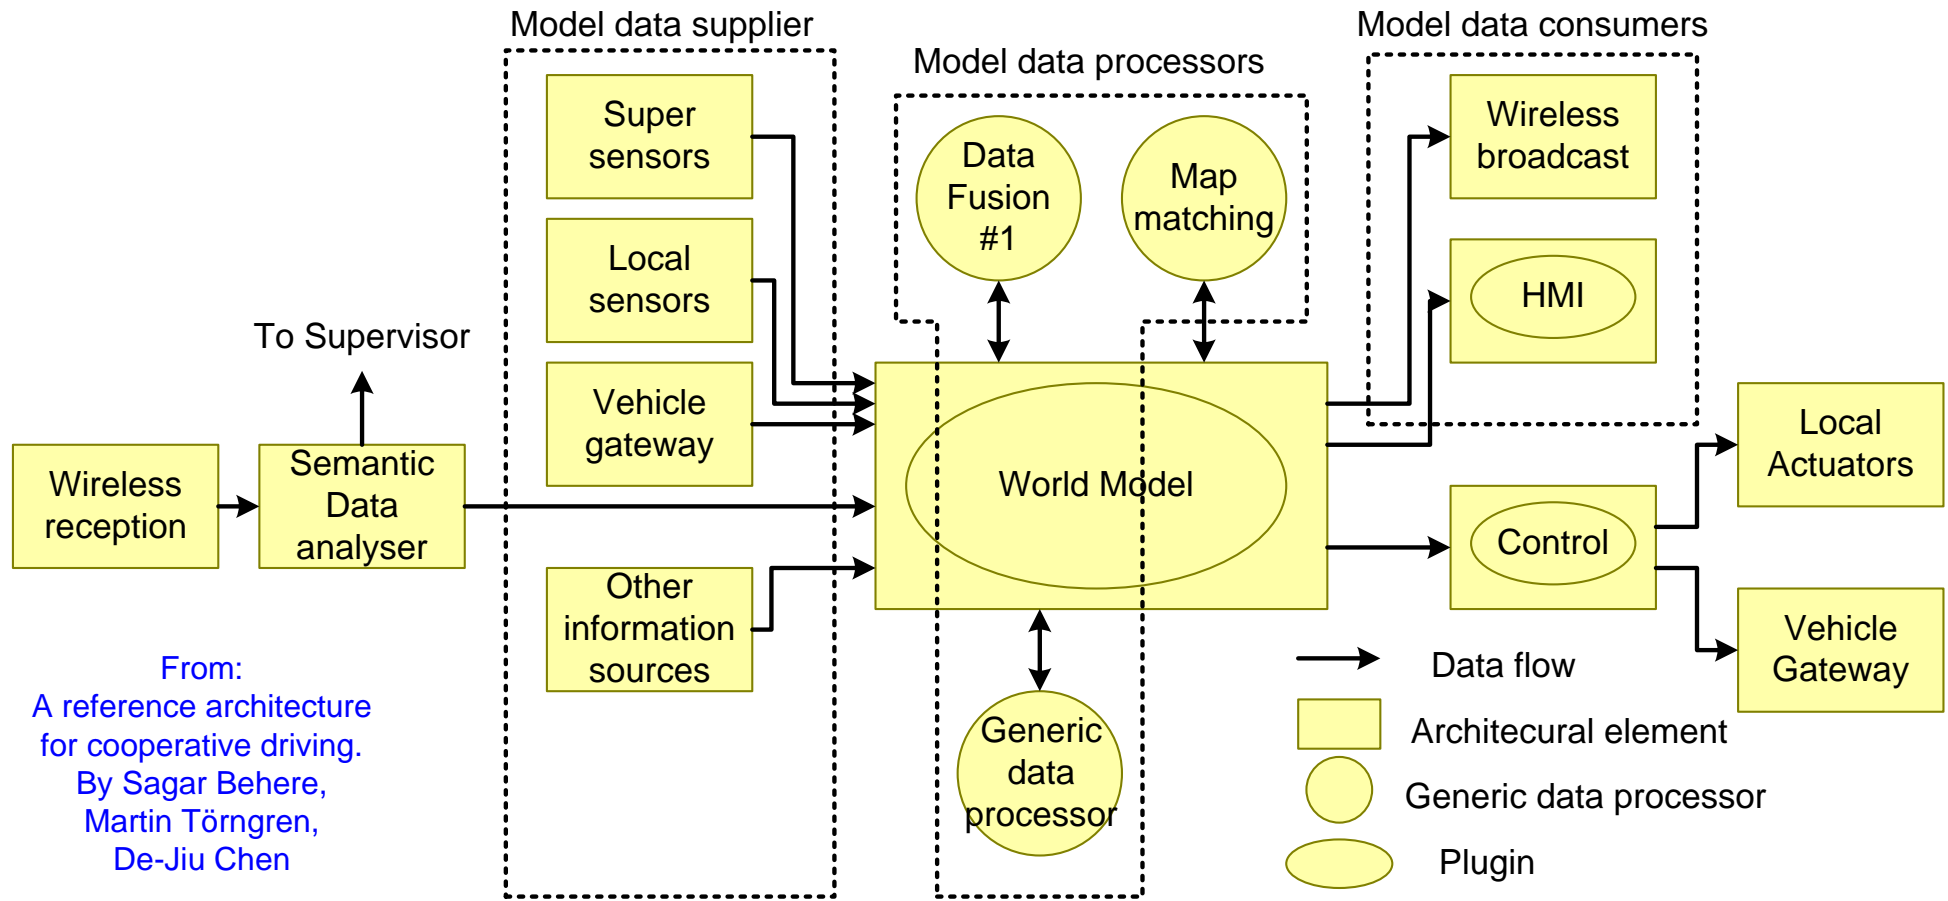 Model data supplier
Model data processors
Model data consumers
Super
sensors
Local
sensors
Vehicle
gateway
Other
information
sources
To Supervisor
Wireless
reception
Semantic
Data
analyser
Data
Fusion
#1
Map
matching
World Model
Generic
data
processor
Wireless
broadcast
HMI
Control
Local
Actuators
Vehicle
Gateway
Data flow
Architecural element
Generic data processor
Plugin
From:
A reference architecture
for cooperative driving.
By Sagar Behere,
Martin Törngren,
De-Jiu Chen